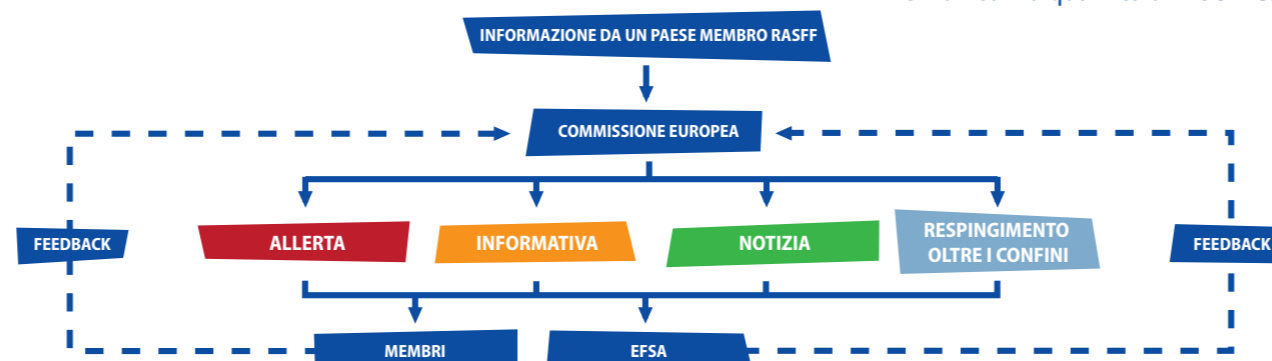 INFORMAZIONE DA UN PAESE MEMBRO RASFF
COMMISSIONE EUROPEA
FEEDBACK
ALLERTA
INFORMATIVA
NOTIZIA
RESPINGIMENTO
OLTRE I CONFINI
FEEDBACK
MEMBRI
EFSA